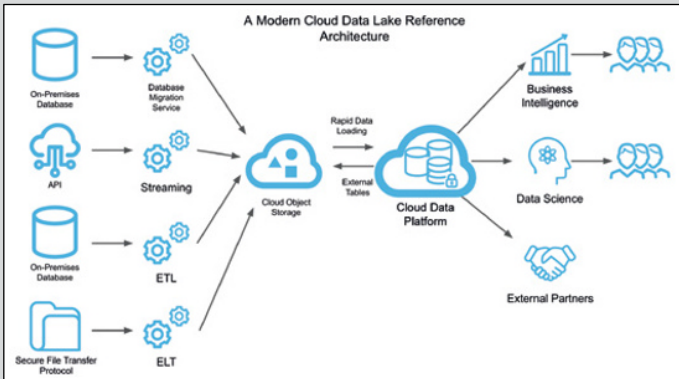 A Modern Cloud Data Lake Reference
Architecture
On-Premises
Database
Database
Migration
Service
API
Streaming
On-Premises
Database
ETL
Secure File Transfer
Protocol
ELT
Cloud Object
Storage
Rapid Data
Loading
External
Tables
Cloud Data
Platform
Business
Intelligence
Data Science
External Partners